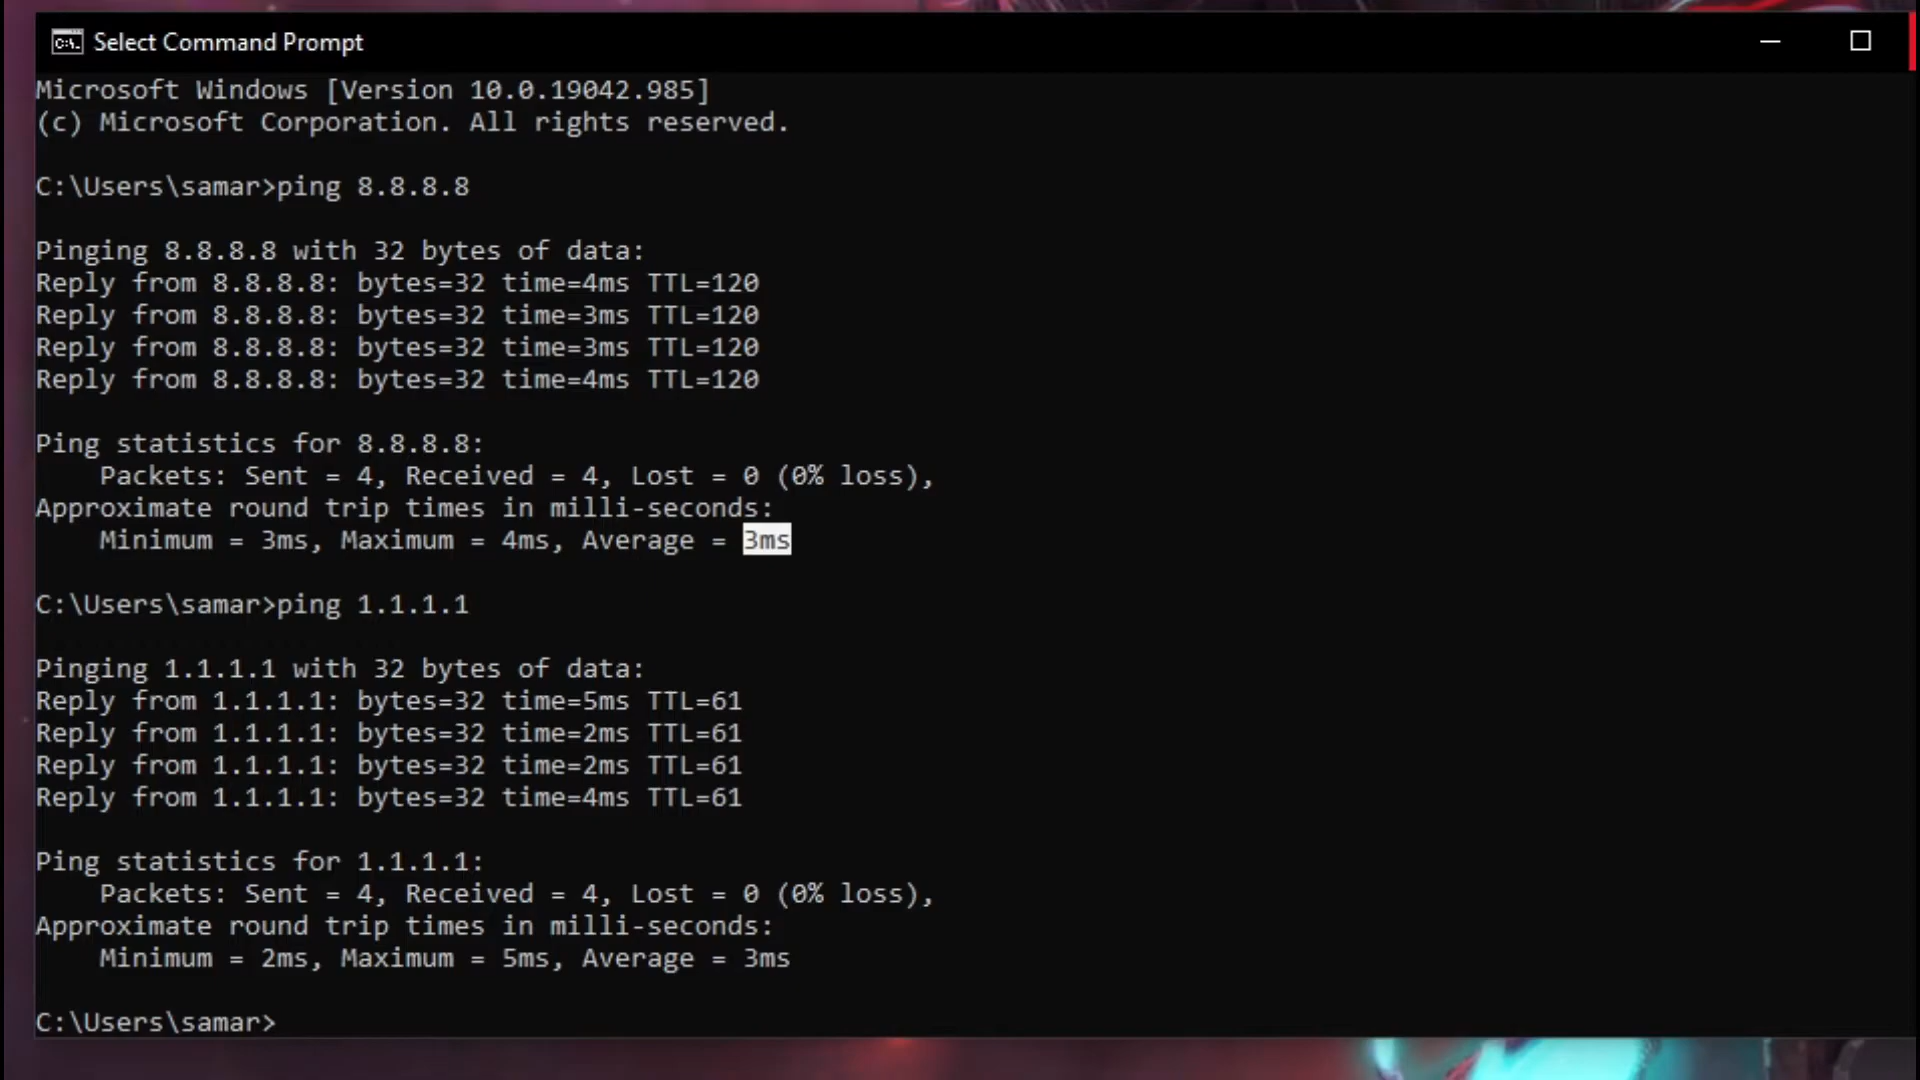 Select Command Prompt
Microsoft Windows [Version 10.0.19042.985]
(c) Microsoft Corporation. All rights reserved.
C:\Users\samar>ping 8.8.8.8
Pinging 8.8.8.8 with 32 bytes of data:
Reply from 8.8.8.8: bytes=32 time=4ms TTL=120
Reply from 8.8.8.8: bytes=32 time=3ms TTL=120
Reply from 8.8.8.8: bytes=32 time=3ms TTL=120
Reply from 8.8.8.8: bytes=32 time=4ms TTL=120
Ping statistics for 8.8.8.8:
    Packets: Sent = 4, Received = 4, Lost = 0 (0% loss),
Approximate round trip times in milli-seconds:
    Minimum = 3ms, Maximum = 4ms, Average = 3ms
C:\Users\samar>ping 1.1.1.1
Pinging 1.1.1.1 with 32 bytes of data:
Reply from 1.1.1.1: bytes=32 time=5ms TTL=61
Reply from 1.1.1.1: bytes=32 time=2ms TTL=61
Reply from 1.1.1.1: bytes=32 time=2ms TTL=61
Reply from 1.1.1.1: bytes=32 time=4ms TTL=61
Ping statistics for 1.1.1.1:
    Packets: Sent = 4, Received = 4, Lost = 0 (0% loss),
Approximate round trip times in milli-seconds:
    Minimum = 2ms, Maximum = 5ms, Average = 3ms
C:\Users\samar>